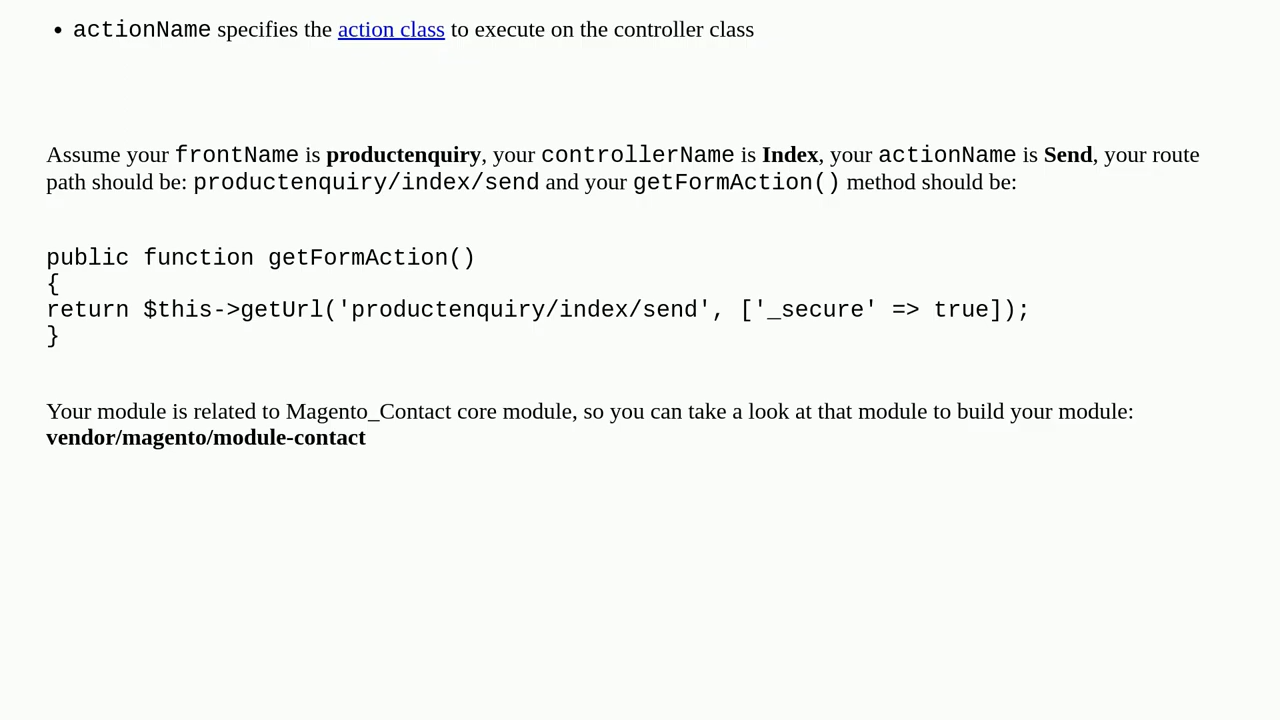 • actionName specifies the action class to execute on the controller class
Assume your frontName is productenquiry, your controllerName is Index, your actionName is Send, your route
path should be: productenquiry/index/send and your getFormAction() method should be:
public function getFormAction()
{
return $this->getUrl('productenquiry/index/send', ['_secure' => true]);
}
Your module is related to Magento_Contact core module, so you can take a look at that module to build your module:
vendor/magento/module-contact